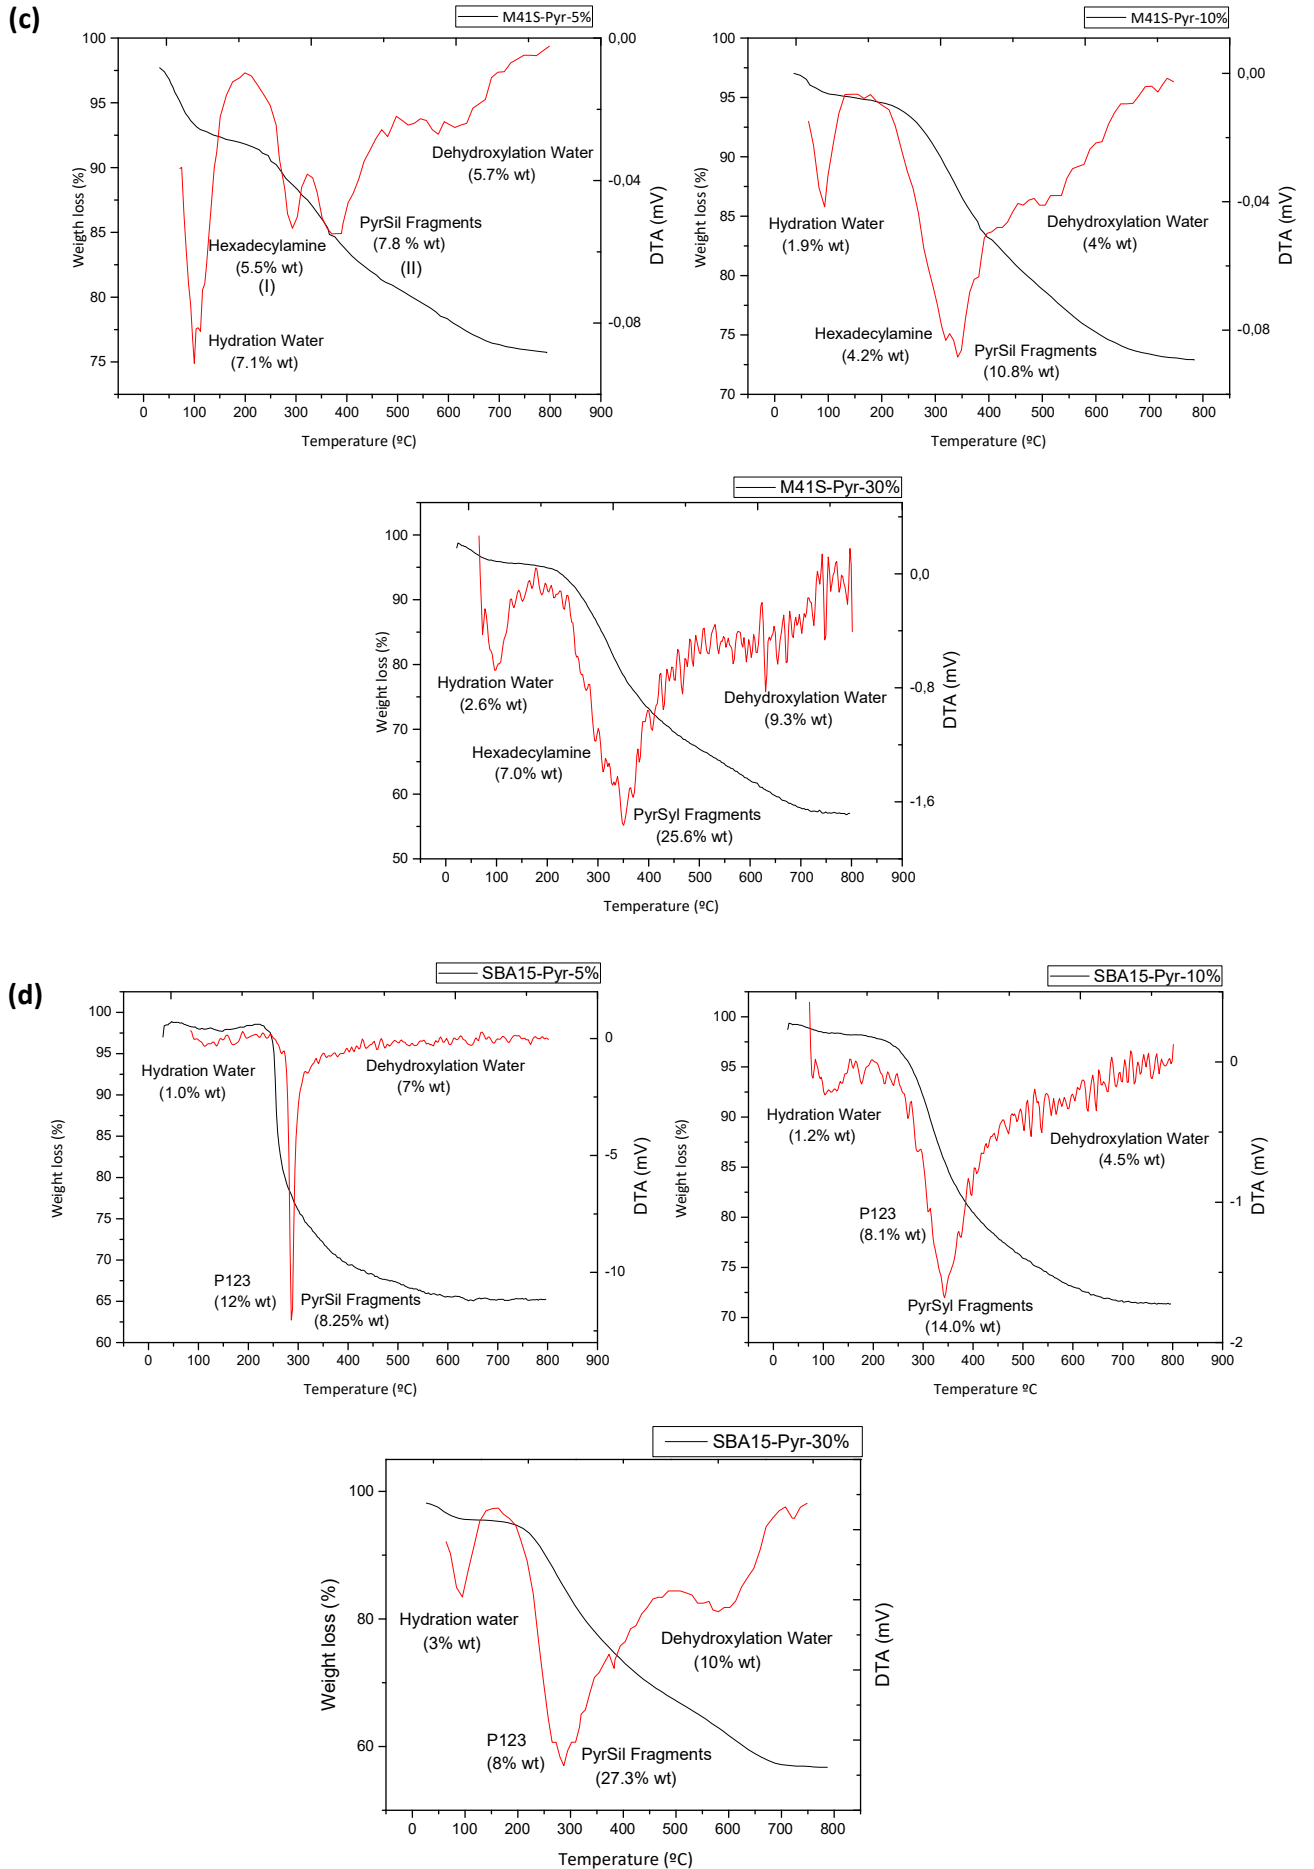 (c)
M41S-Pyr-5%
100
95
90
85
80
75
0,00
-0,04
-0,08
Weigth loss (%)
DTA (mV)
Dehydroxylation Water
(5.7% wt)
PyrSil Fragments
(7.8 % wt)
(II)
Hexadecylamine
(5.5% wt)
(I)
Hydration Water
(7.1% wt)
0 100 200 300 400 500 600 700 800 900
Temperature (ºC)
M41S-Pyr-10%
100
95
90
85
80
75
70
0,00
-0,04
-0,08
Weight loss (%)
DTA (mV)
Hydration Water
(1.9% wt)
Dehydroxylation Water
(4% wt)
Hexadecylamine
(4.2% wt)
PyrSil Fragments
(10.8% wt)
0 100 200 300 400 500 600 700 800
Temperature (ºC)
M41S-Pyr-30%
100
90
80
70
60
50
0,0
-0,8
-1,6
Weight loss (%)
DTA (mV)
Hydration Water
(2.6% wt)
Dehydroxylation Water
(9.3% wt)
Hexadecylamine
(7.0% wt)
PyrSyl Fragments
(25.6% wt)
0 100 200 300 400 500 600 700 800 900
Temperature (ºC)
(d)
SBA15-Pyr-5%
100
95
90
85
80
75
70
65
60
0
-5
-10
Weight loss (%)
DTA (mV)
Hydration Water
(1.0% wt)
Dehydroxylation Water
(7% wt)
P123
(12% wt)
PyrSil Fragments
(8.25% wt)
0 100 200 300 400 500 600 700 800 900
Temperature (ºC)
SBA15-Pyr-10%
100
95
90
85
80
75
70
0
-1
-2
Weight loss (%)
DTA (mV)
Hydration Water
(1.2% wt)
Dehydroxylation Water
(4.5% wt)
P123
(8.1% wt)
PyrSyl Fragments
(14.0% wt)
0 100 200 300 400 500 600 700 800 900
Temperature ºC
SBA15-Pyr-30%
100
80
60
Weight loss (%)
DTA (mV)
Hydration water
(3% wt)
Dehydroxylation Water
(10% wt)
P123
(8% wt)
PyrSil Fragments
(27.3% wt)
0 100 200 300 400 500 600 700 800
Temperature (ºC)